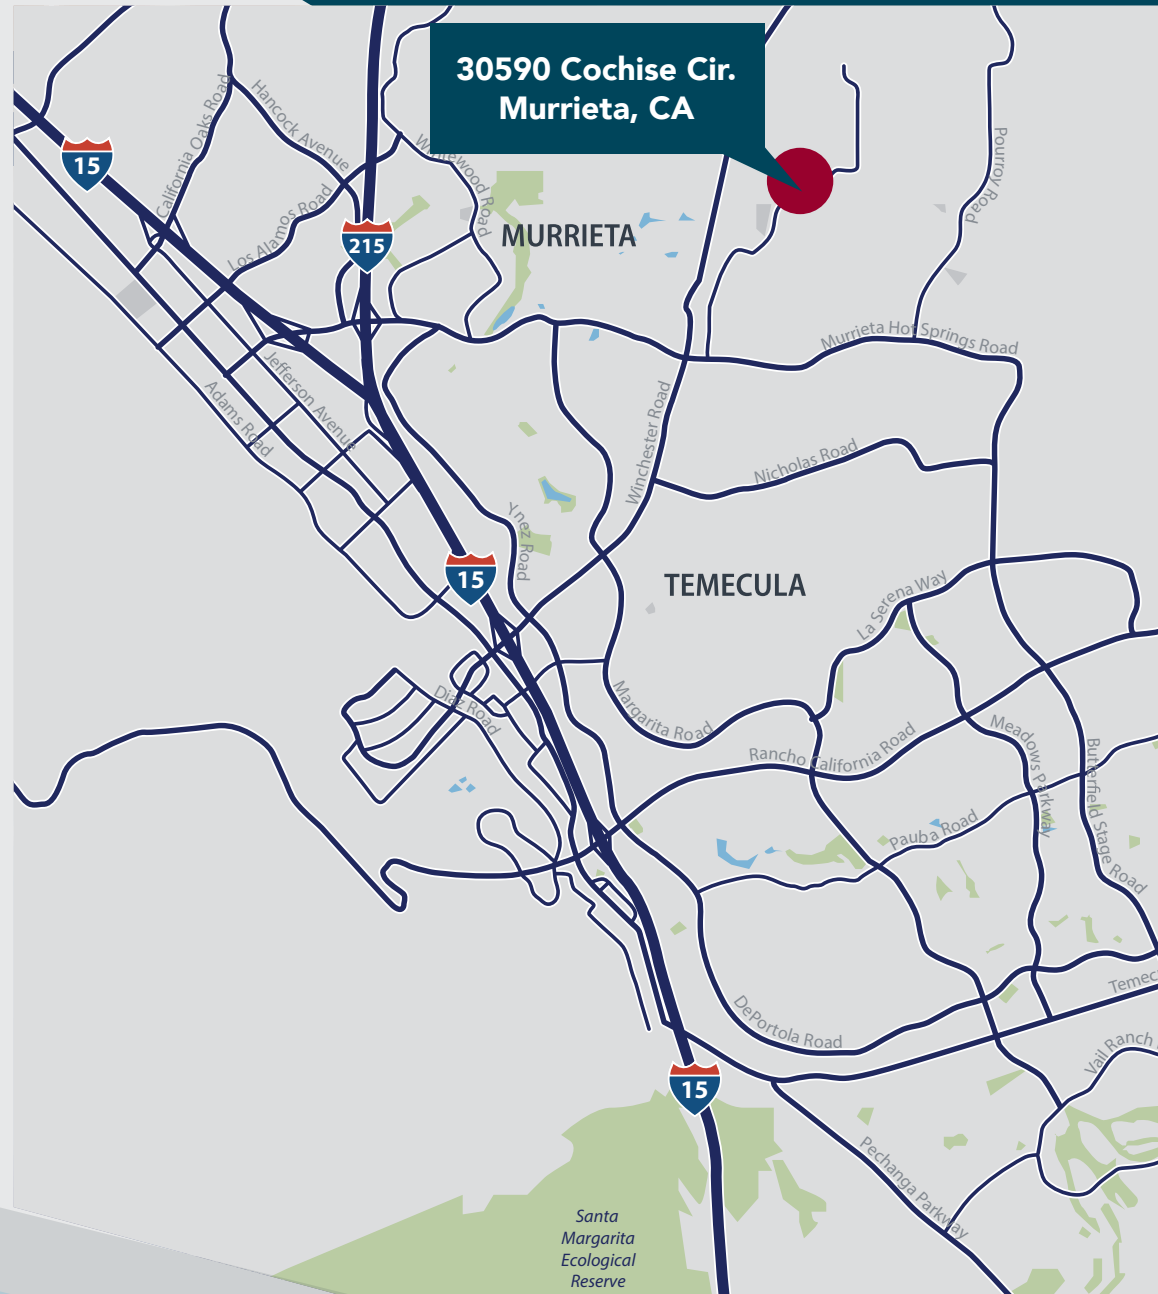 30590 Cochise Cir.
Murrieta, CA
15
California Oaks Road
Hancock Avenue
Whitewood Road
Pourroy Road
Los Alamos Road
215
MURRIETA
Murrieta Hot Springs Road
Jefferson Avenue
Adams Road
Winchester Road
Nicholas Road
Ynez Road
15
TEMECULA
La Serena Way
Diaz Road
Margarita Road
Rancho California Road
Meadows Parkway
Butterfield Stage Road
Pauba Road
DePortola Road
Temec
Vail Ranch
15
Pechanga Parkway
Santa
Margarita
Ecological
Reserve